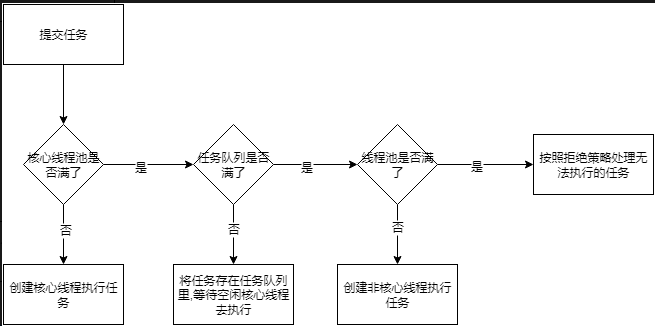 提交任务
核心线程池是
否满了
是
任务队列是否
满了
是
线程池是否满
了
是
按照拒绝策略处理无
法执行的任务
否
否
否
创建核心线程执行任
务
将任务存在任务队列
里,等待空闲核心线程
去执行
创建非核心线程执行
任务